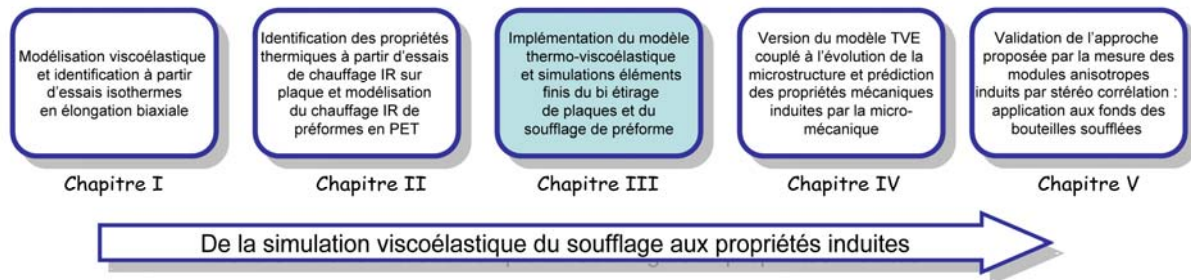 Modélisation viscoélastique
et identification à partir
d'essais isothermes
en élongation biaxiale
Chapitre I
Identification des propriétés
thermiques à partir d'essais
de chauffage IR sur
plaque et modélisation
du chauffage IR de
préformes en PET
Chapitre II
Implémentation du modèle
thermo-viscoélastique
et simulations éléments
finis du bi étirage
de plaques et du
soufflage de préforme
Chapitre III
Version du modèle TVE
couplé à l'évolution de la
microstructure et prédiction
des propriétés mécaniques
induites par la micro-
mécanique
Chapitre IV
Validation de l'approche
proposée par la mesure des
modules anisotropes
induits par stéréo corrélation :
application aux fonds des
bouteilles soufflées
Chapitre V
De la simulation viscoélastique du soufflage aux propriétés induites